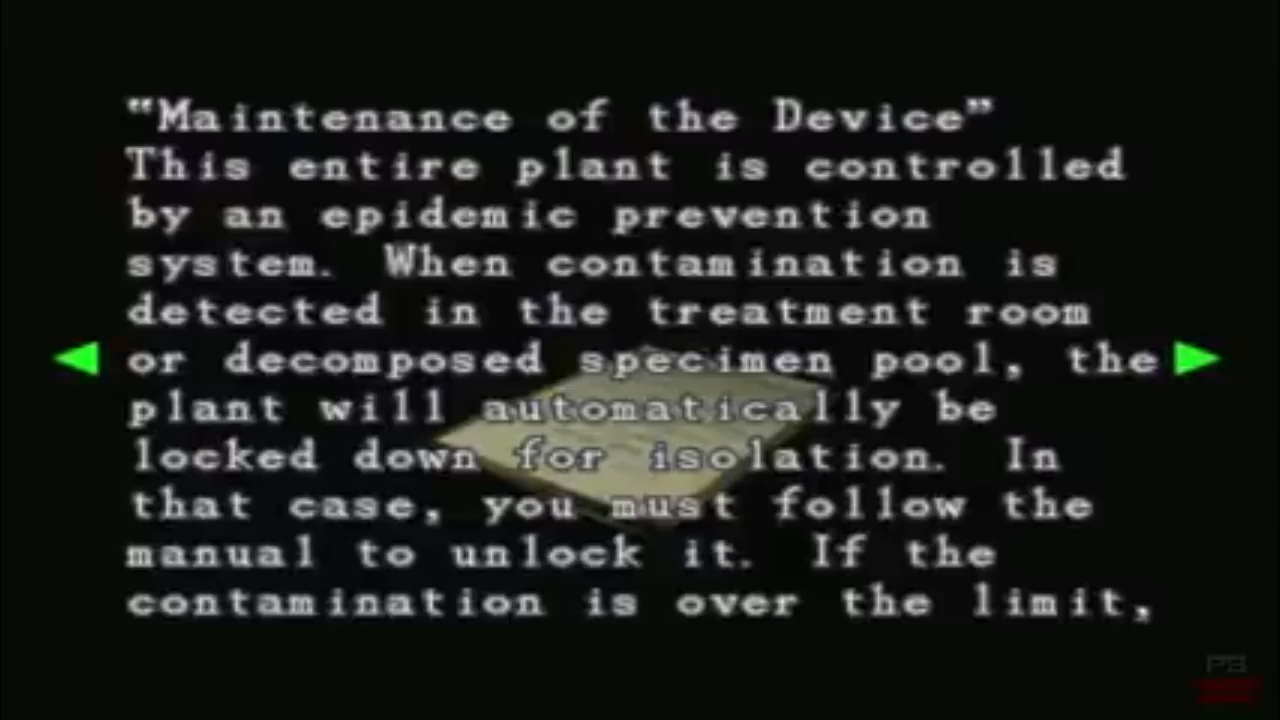 “Maintenance of the Device”
This entire plant is controlled
by an epidemic prevention
system. When contamination is
detected in the treatment room
or decomposed specimen pool, the
plant will automatically be
locked down for isolation. In
that case, you must follow the
manual to unlock it. If the
contamination is over the limit,
PB